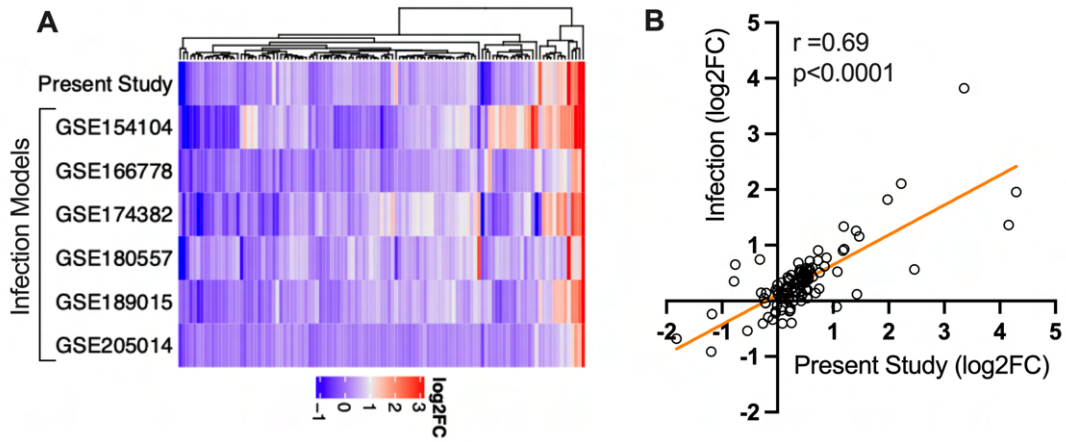 A
Present Study
Infection Models
GSE154104
GSE166778
GSE174382
GSE180557
GSE189015
GSE205014
-1 0 1 2 3
log2FC
B
r =0.69
p<0.0001
Infection (log2FC)
5
4
3
2
1
-1
-2
-2 -1 1 2 3 4 5
Present Study (log2FC)